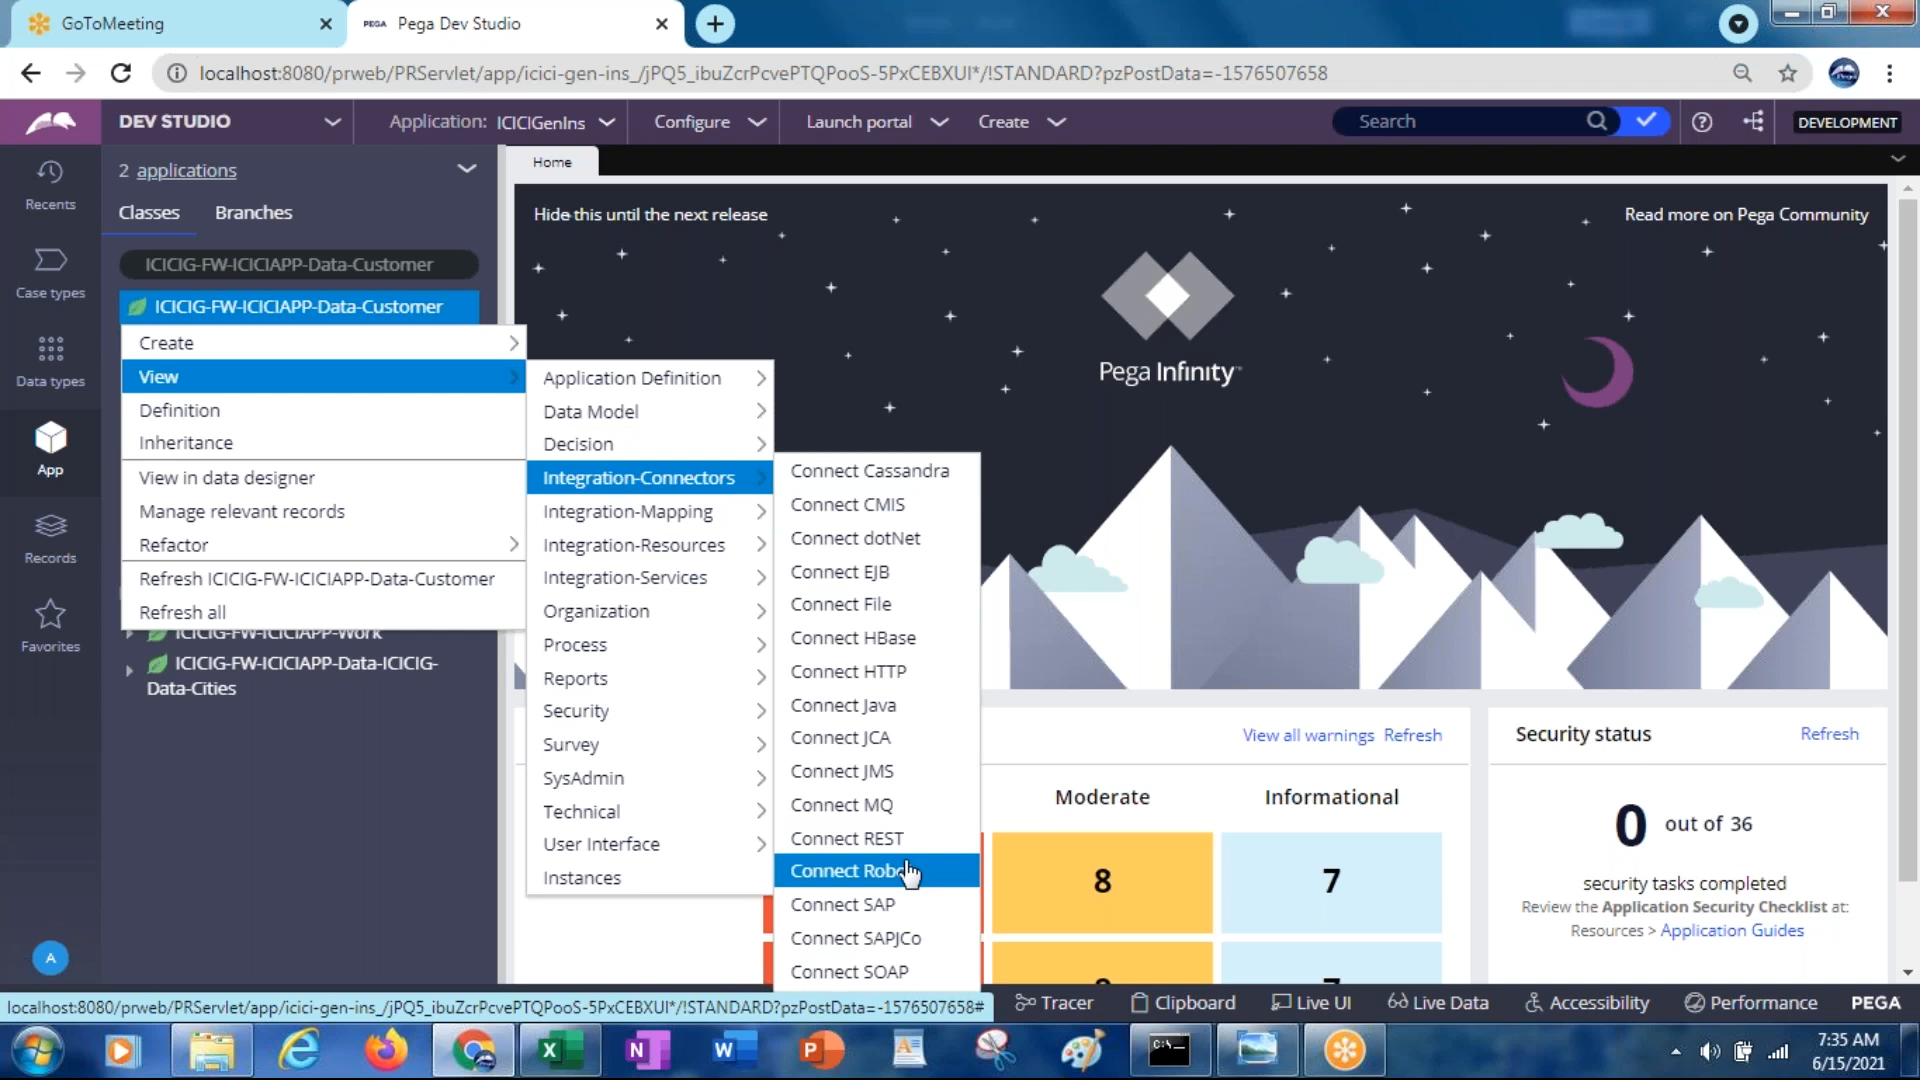 GoToMeeting
PEGA Pega Dev Studio
localhost:8080/prweb/PRServlet/app/icici-gen-ins_/jPQ5_ibuZcrPcvePTQPooS-5PxCEBXUI*/!STANDARD?pzPostData=-1576507658
DEV STUDIO
Application: ICICIGenIns
Configure
Launch portal
Create
Search
DEVELOPMENT
Recents
Case types
Data types
App
Records
Favorites
A
2 applications
Classes
Branches
ICICIG-FW-ICICIAPP-Data-Customer
ICICIG-FW-ICICIAPP-Data-Customer
Create
View
Definition
Inheritance
View in data designer
Manage relevant records
Refactor
Refresh ICICIG-FW-ICICIAPP-Data-Customer
Refresh all
ICICIG-FW-ICICIAPP-Work
ICICIG-FW-ICICIAPP-Data-ICICIG-
Data-Cities
Application Definition
Data Model
Decision
Integration-Connectors
Integration-Mapping
Integration-Resources
Integration-Services
Organization
Process
Reports
Security
Survey
SysAdmin
Technical
User Interface
Instances
Connect Cassandra
Connect CMIS
Connect dotNet
Connect EJB
Connect File
Connect HBase
Connect HTTP
Connect Java
Connect JCA
Connect JMS
Connect MQ
Connect REST
Connect
Connect SAP
Connect SAPJCo
Connect SOAP
Home
Hide this until the next release
Read more on Pega Community
Pega Infinity
View all warnings Refresh
Moderate
Informational
8
7
Security status
Refresh
0 out of 36
security tasks completed
Review the Application Security Checklist at:
Resources > Application Guides
localhost:8080/prweb/PRServlet/app/icici-gen-ins_/jPQ5_ibuZcrPcvePTQPooS-5PxCEBXUI*/!STANDARD?pzPostData=-1576507658#
Tracer
Clipboard
Live UI
Live Data
Accessibility
Performance
PEGA
7:35 AM
6/15/2021